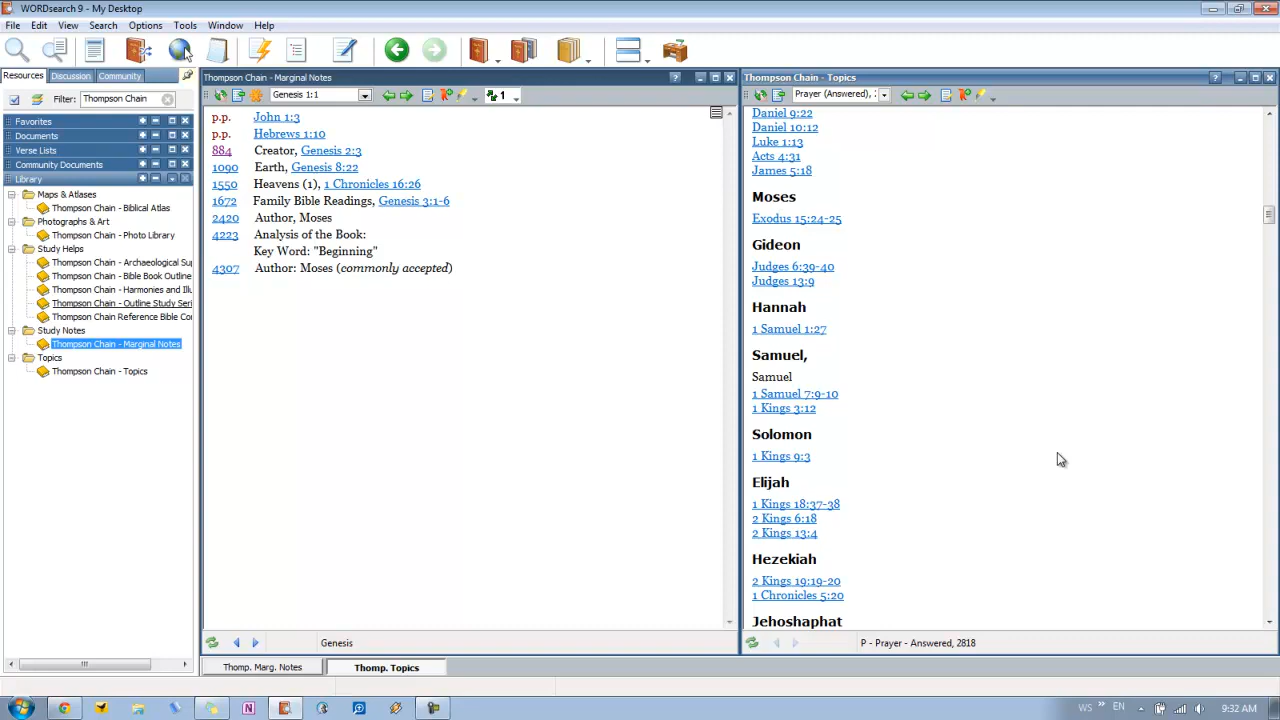 WORDsearch 9 - My Desktop
File Edit View Search Options Tools Window Help
Resources Discussion Community
Filter: Thompson Chain
Favorites
Documents
Verse Lists
Community Documents
Library
Maps & Atlases
Thompson Chain - Biblical Atlas
Photographs & Art
Thompson Chain - Photo Library
Study Helps
Thompson Chain - Archaeological Su
Thompson Chain - Bible Book Outline
Thompson Chain - Harmonies and Illu
Thompson Chain - Outline Study Seri
Thompson Chain Reference Bible Co
Study Notes
Thompson Chain - Marginal Notes
Topics
Thompson Chain - Topics
Thompson Chain - Marginal Notes
Genesis 1:1
1
p.p. John 1:3
p.p. Hebrews 1:10
884 Creator, Genesis 2:3
1090 Earth, Genesis 8:22
1550 Heavens (1), 1 Chronicles 16:26
1672 Family Bible Readings, Genesis 3:1-6
2420 Author, Moses
4223 Analysis of the Book:
Key Word: "Beginning"
4307 Author: Moses (commonly accepted)
Genesis
Thompson Chain - Topics
Prayer (Answered), :
Daniel 9:22
Daniel 10:12
Luke 1:13
Acts 4:31
James 5:18
Moses
Exodus 15:24-25
Gideon
Judges 6:39-40
Judges 13:9
Hannah
1 Samuel 1:27
Samuel,
Samuel
1 Samuel 7:9-10
1 Kings 3:12
Solomon
1 Kings 9:3
Elijah
1 Kings 18:37-38
2 Kings 6:18
2 Kings 13:4
Hezekiah
2 Kings 19:19-20
1 Chronicles 5:20
Jehoshaphat
P - Prayer - Answered, 2818
Thomp. Marg. Notes Thomp. Topics
WS » EN 9:32 AM